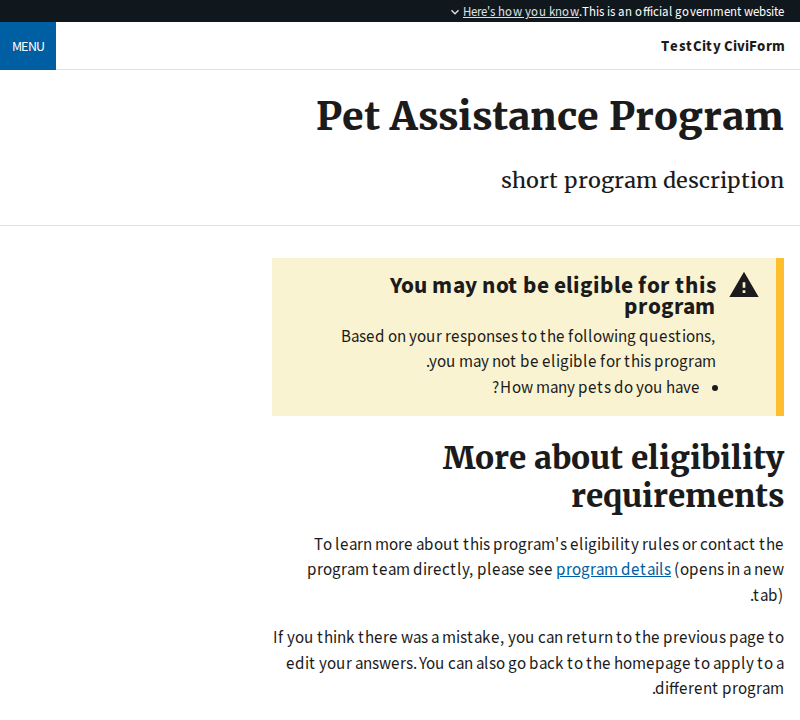 This is an official government website. Here's how you know
MENU
TestCity CiviForm
Pet Assistance Program
short program description
You may not be eligible for this
program
Based on your responses to the following questions,
you may not be eligible for this program.
How many pets do you have?
More about eligibility
requirements
To learn more about this program's eligibility rules or contact the
program team directly, please see program details (opens in a new
tab).
If you think there was a mistake, you can return to the previous page to
edit your answers. You can also go back to the homepage to apply to a
different program.